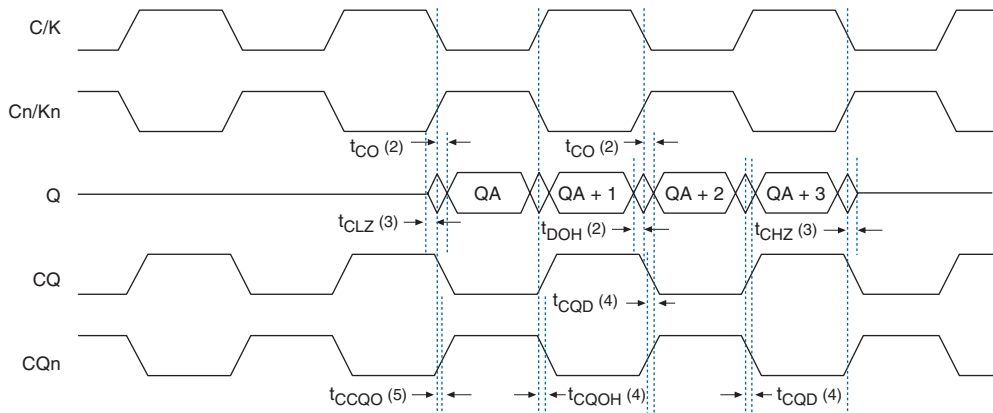 C/K
Cn/Kn
tCO (2) tCO (2)
Q QA QA + 1 QA + 2 QA + 3
tCLZ (3) tDOH (2) tCHZ (3)
CQ
tCQD (4)
CQn
tCCQO (5) tCQOH (4) tCQD (4)